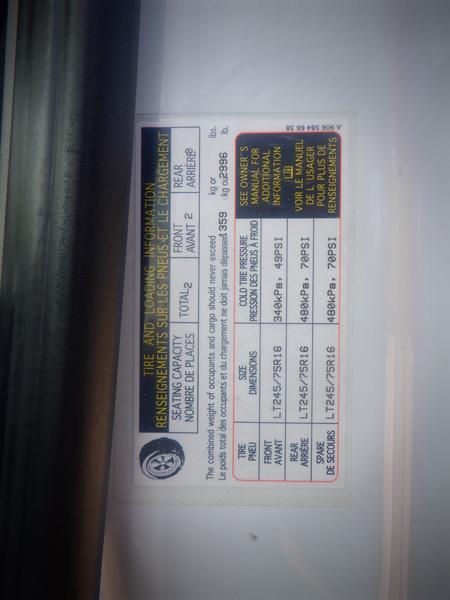 TIRE AND LOADING INFORMATION
RENSEIGNEMENTS SUR LES PNEUS ET LE CHARGEMENT
SEATING CAPACITY
NOMBRE DE PLACES
TOTAL 2
FRONT
AVANT 2
REAR
ARRIÈRE 0
The combined weight of occupants and cargo should never exceed kg or lbs.
Le poids total des occupants et du chargement ne doit jamais dépasser 1359 kg ou 2996 lb.
TIRE
PNEU
SIZE
DIMENSIONS
COLD TIRE PRESSURE
PRESSION DES PNEUS À FROID
FRONT
AVANT
LT245/75R16
340kPa, 49PSI
REAR
ARRIÈRE
LT245/75R16
480kPa, 70PSI
SPARE
DE SECOURS
LT245/75R16
480kPa, 70PSI
SEE OWNER'S
MANUAL FOR
ADDITIONAL
INFORMATION
VOIR LE MANUEL
DE L'USAGER
POUR PLUS DE
RENSEIGNEMENTS
A 906 584 66 38